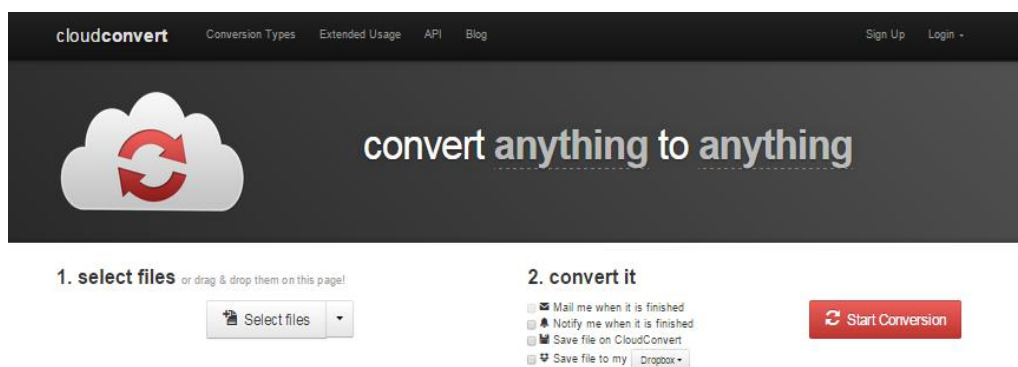 cloudconvert Conversion Types Extended Usage API Blog Sign Up Login
convert anything to anything
1. select files or drag & drop them on this page!
Select files
2. convert it
Mail me when it is finished
Notify me when it is finished
Save file on CloudConvert
Save file to my Dropbox
Start Conversion